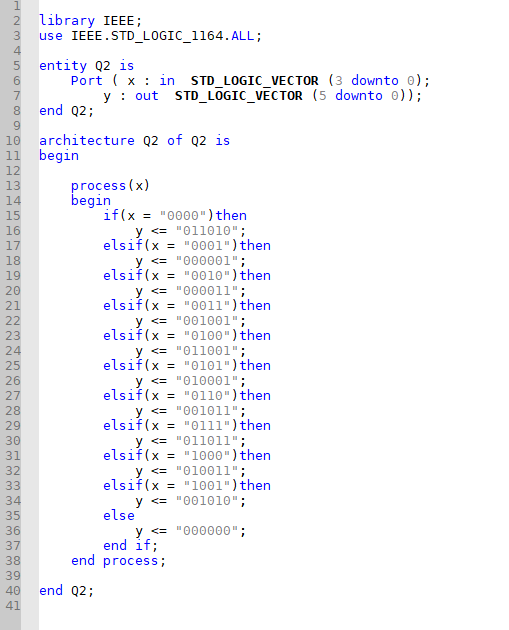 1
2 library IEEE;
3 use IEEE.STD_LOGIC_1164.ALL;
4
5 entity Q2 is
6     Port ( x : in  STD_LOGIC_VECTOR (3 downto 0);
7         y : out  STD_LOGIC_VECTOR (5 downto 0));
8 end Q2;
9
10 architecture Q2 of Q2 is
11 begin
12
13     process(x)
14     begin
15         if(x = "0000")then
16             y <= "011010";
17         elsif(x = "0001")then
18             y <= "000001";
19         elsif(x = "0010")then
20             y <= "000011";
21         elsif(x = "0011")then
22             y <= "001001";
23         elsif(x = "0100")then
24             y <= "011001";
25         elsif(x = "0101")then
26             y <= "010001";
27         elsif(x = "0110")then
28             y <= "001011";
29         elsif(x = "0111")then
30             y <= "011011";
31         elsif(x = "1000")then
32             y <= "010011";
33         elsif(x = "1001")then
34             y <= "001010";
35         else
36             y <= "000000";
37         end if;
38     end process;
39
40 end Q2;
41